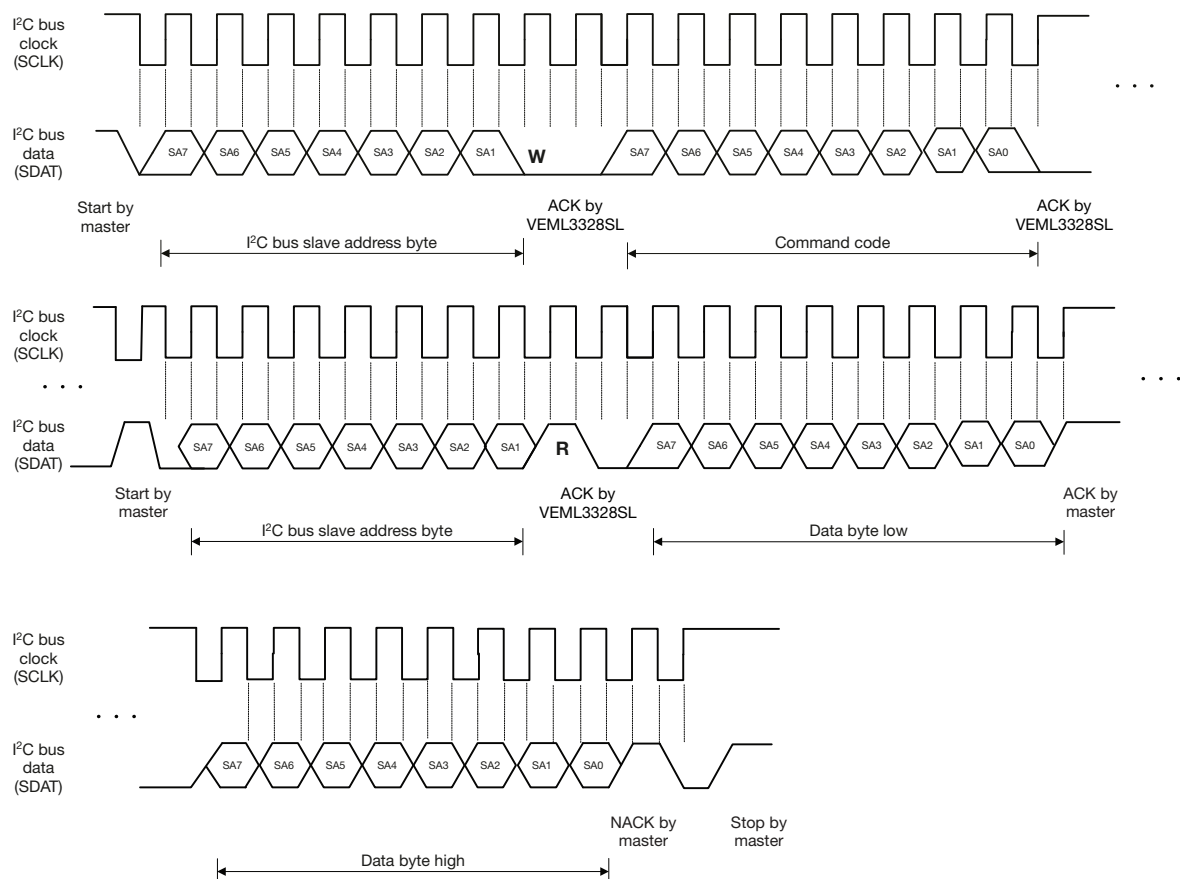 I²C bus
clock
(SCLK)
. . .
I²C bus
data
(SDAT)
SA7 SA6 SA5 SA4 SA3 SA2 SA1 W SA7 SA6 SA5 SA4 SA3 SA2 SA1 SA0
Start by
master
ACK by
VEML3328SL
ACK by
VEML3328SL
I²C bus slave address byte
Command code
I²C bus
clock
(SCLK)
. . .
. . .
I²C bus
data
(SDAT)
SA7 SA6 SA5 SA4 SA3 SA2 SA1 R SA7 SA6 SA5 SA4 SA3 SA2 SA1 SA0
Start by
master
ACK by
VEML3328SL
ACK by
master
I²C bus slave address byte
Data byte low
I²C bus
clock
(SCLK)
. . .
I²C bus
data
(SDAT)
SA7 SA6 SA5 SA4 SA3 SA2 SA1 SA0
NACK by
master
Stop by
master
Data byte high